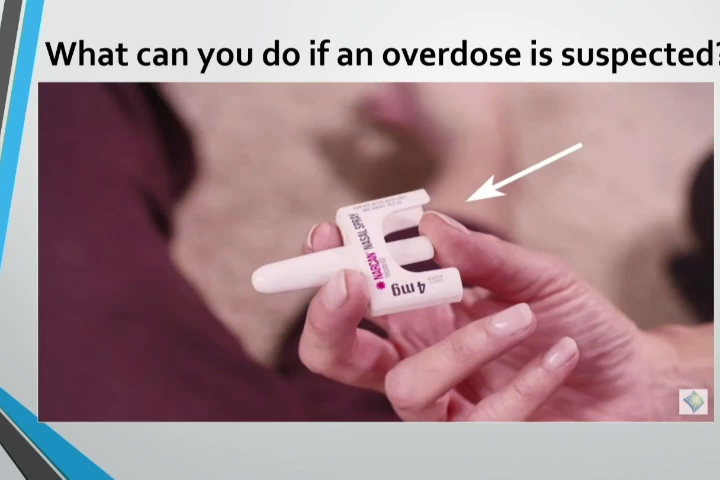 What can you do if an overdose is suspected?
NARCAN NASAL SPRAY
4 mg